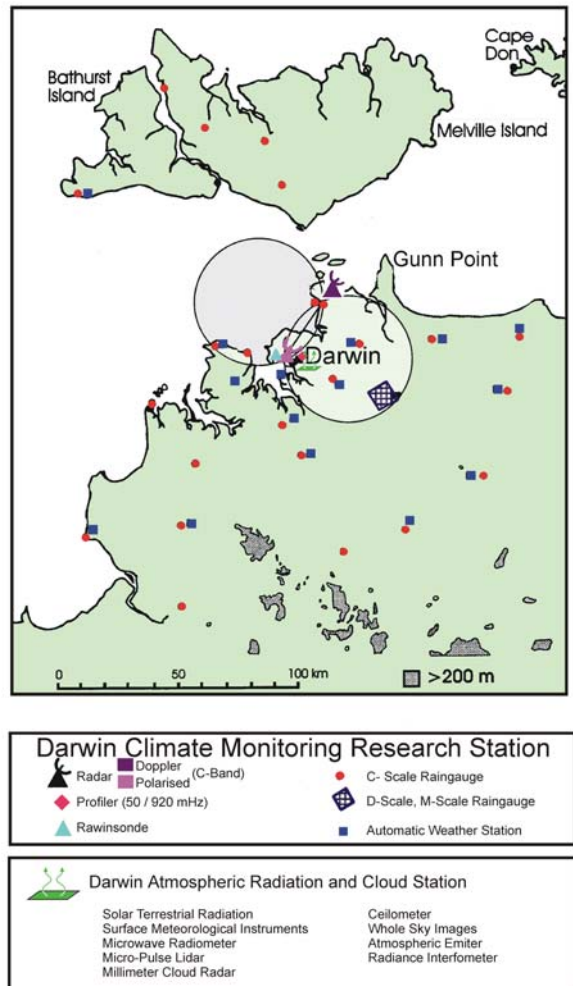 Cape
Don
Bathurst
Island
Melville Island
Gunn Point
Darwin
0 50 100 km
>200 m
Darwin Climate Monitoring Research Station
Radar Doppler (C-Band)
Polarised
Profiler (50 / 920 mHz)
Rawinsonde
C- Scale Raingauge
D-Scale, M-Scale Raingauge
Automatic Weather Station
Darwin Atmospheric Radiation and Cloud Station
Solar Terrestrial Radiation
Surface Meteorological Instruments
Microwave Radiometer
Micro-Pulse Lidar
Millimeter Cloud Radar
Ceilometer
Whole Sky Images
Atmospheric Emiter
Radiance Interfometer